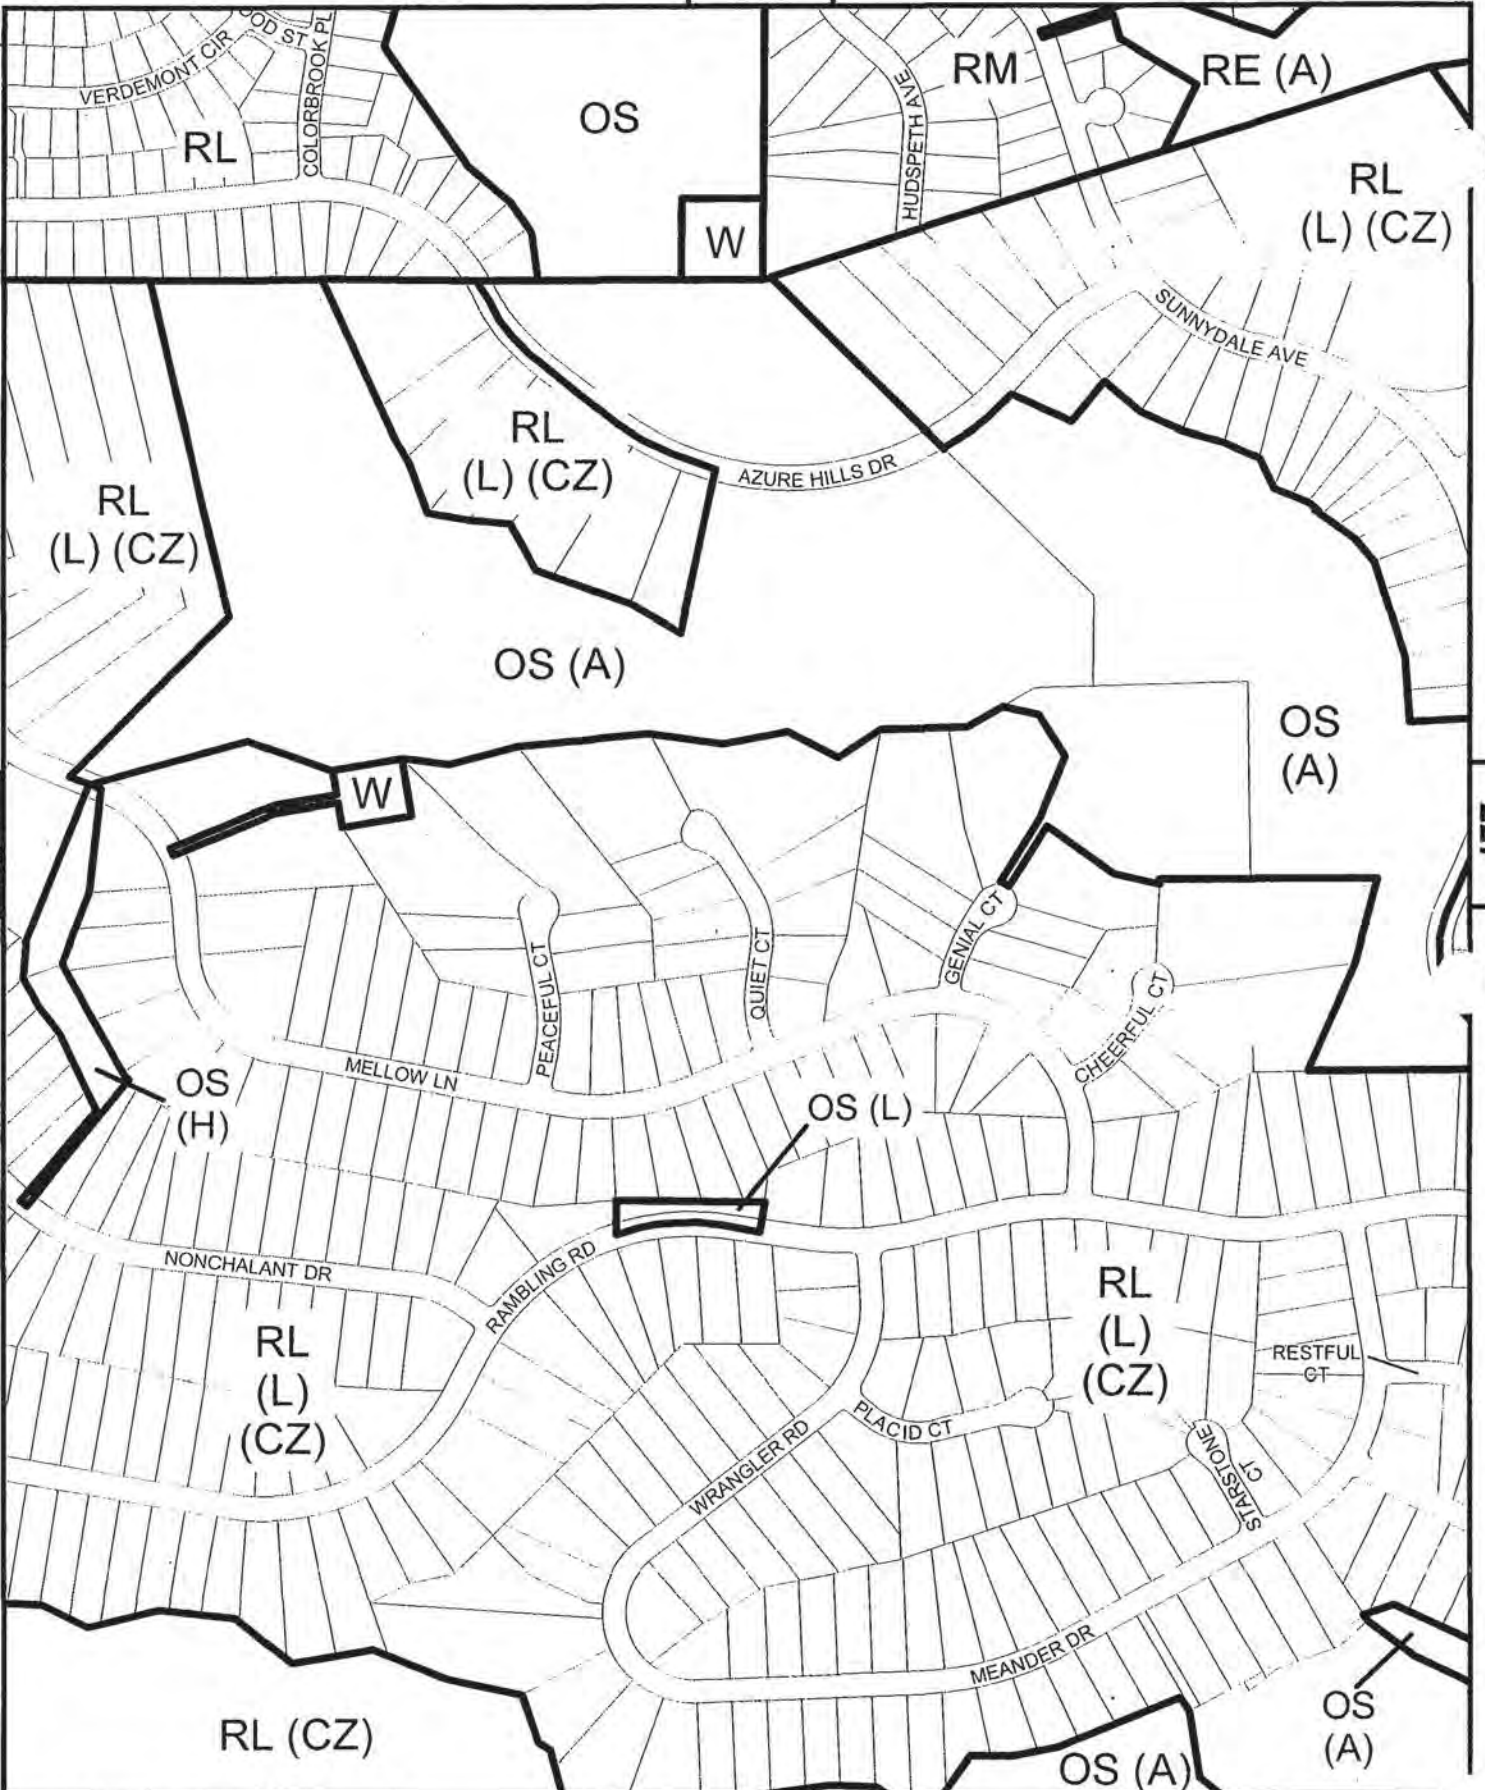 OOD ST
VERDEMONT CIR
COLORBROOK PL
RL
OS
W
HUDSPETH AVE
RM
RE (A)
RL
(L) (CZ)
SUNNYDALE AVE
RL
(L) (CZ)
AZURE HILLS DR
RL
(L) (CZ)
OS (A)
OS
(A)
W
PEACEFUL CT
QUIET CT
GENIAL CT
CHEERFUL CT
MELLOW LN
OS
(H)
OS (L)
NONCHALANT DR
RAMBLING RD
RL
(L)
(CZ)
RL
(L)
(CZ)
RESTFUL
CT
PLACID CT
WRANGLER RD
STARSTONE
CT
MEANDER DR
RL (CZ)
OS (A)
OS
(A)